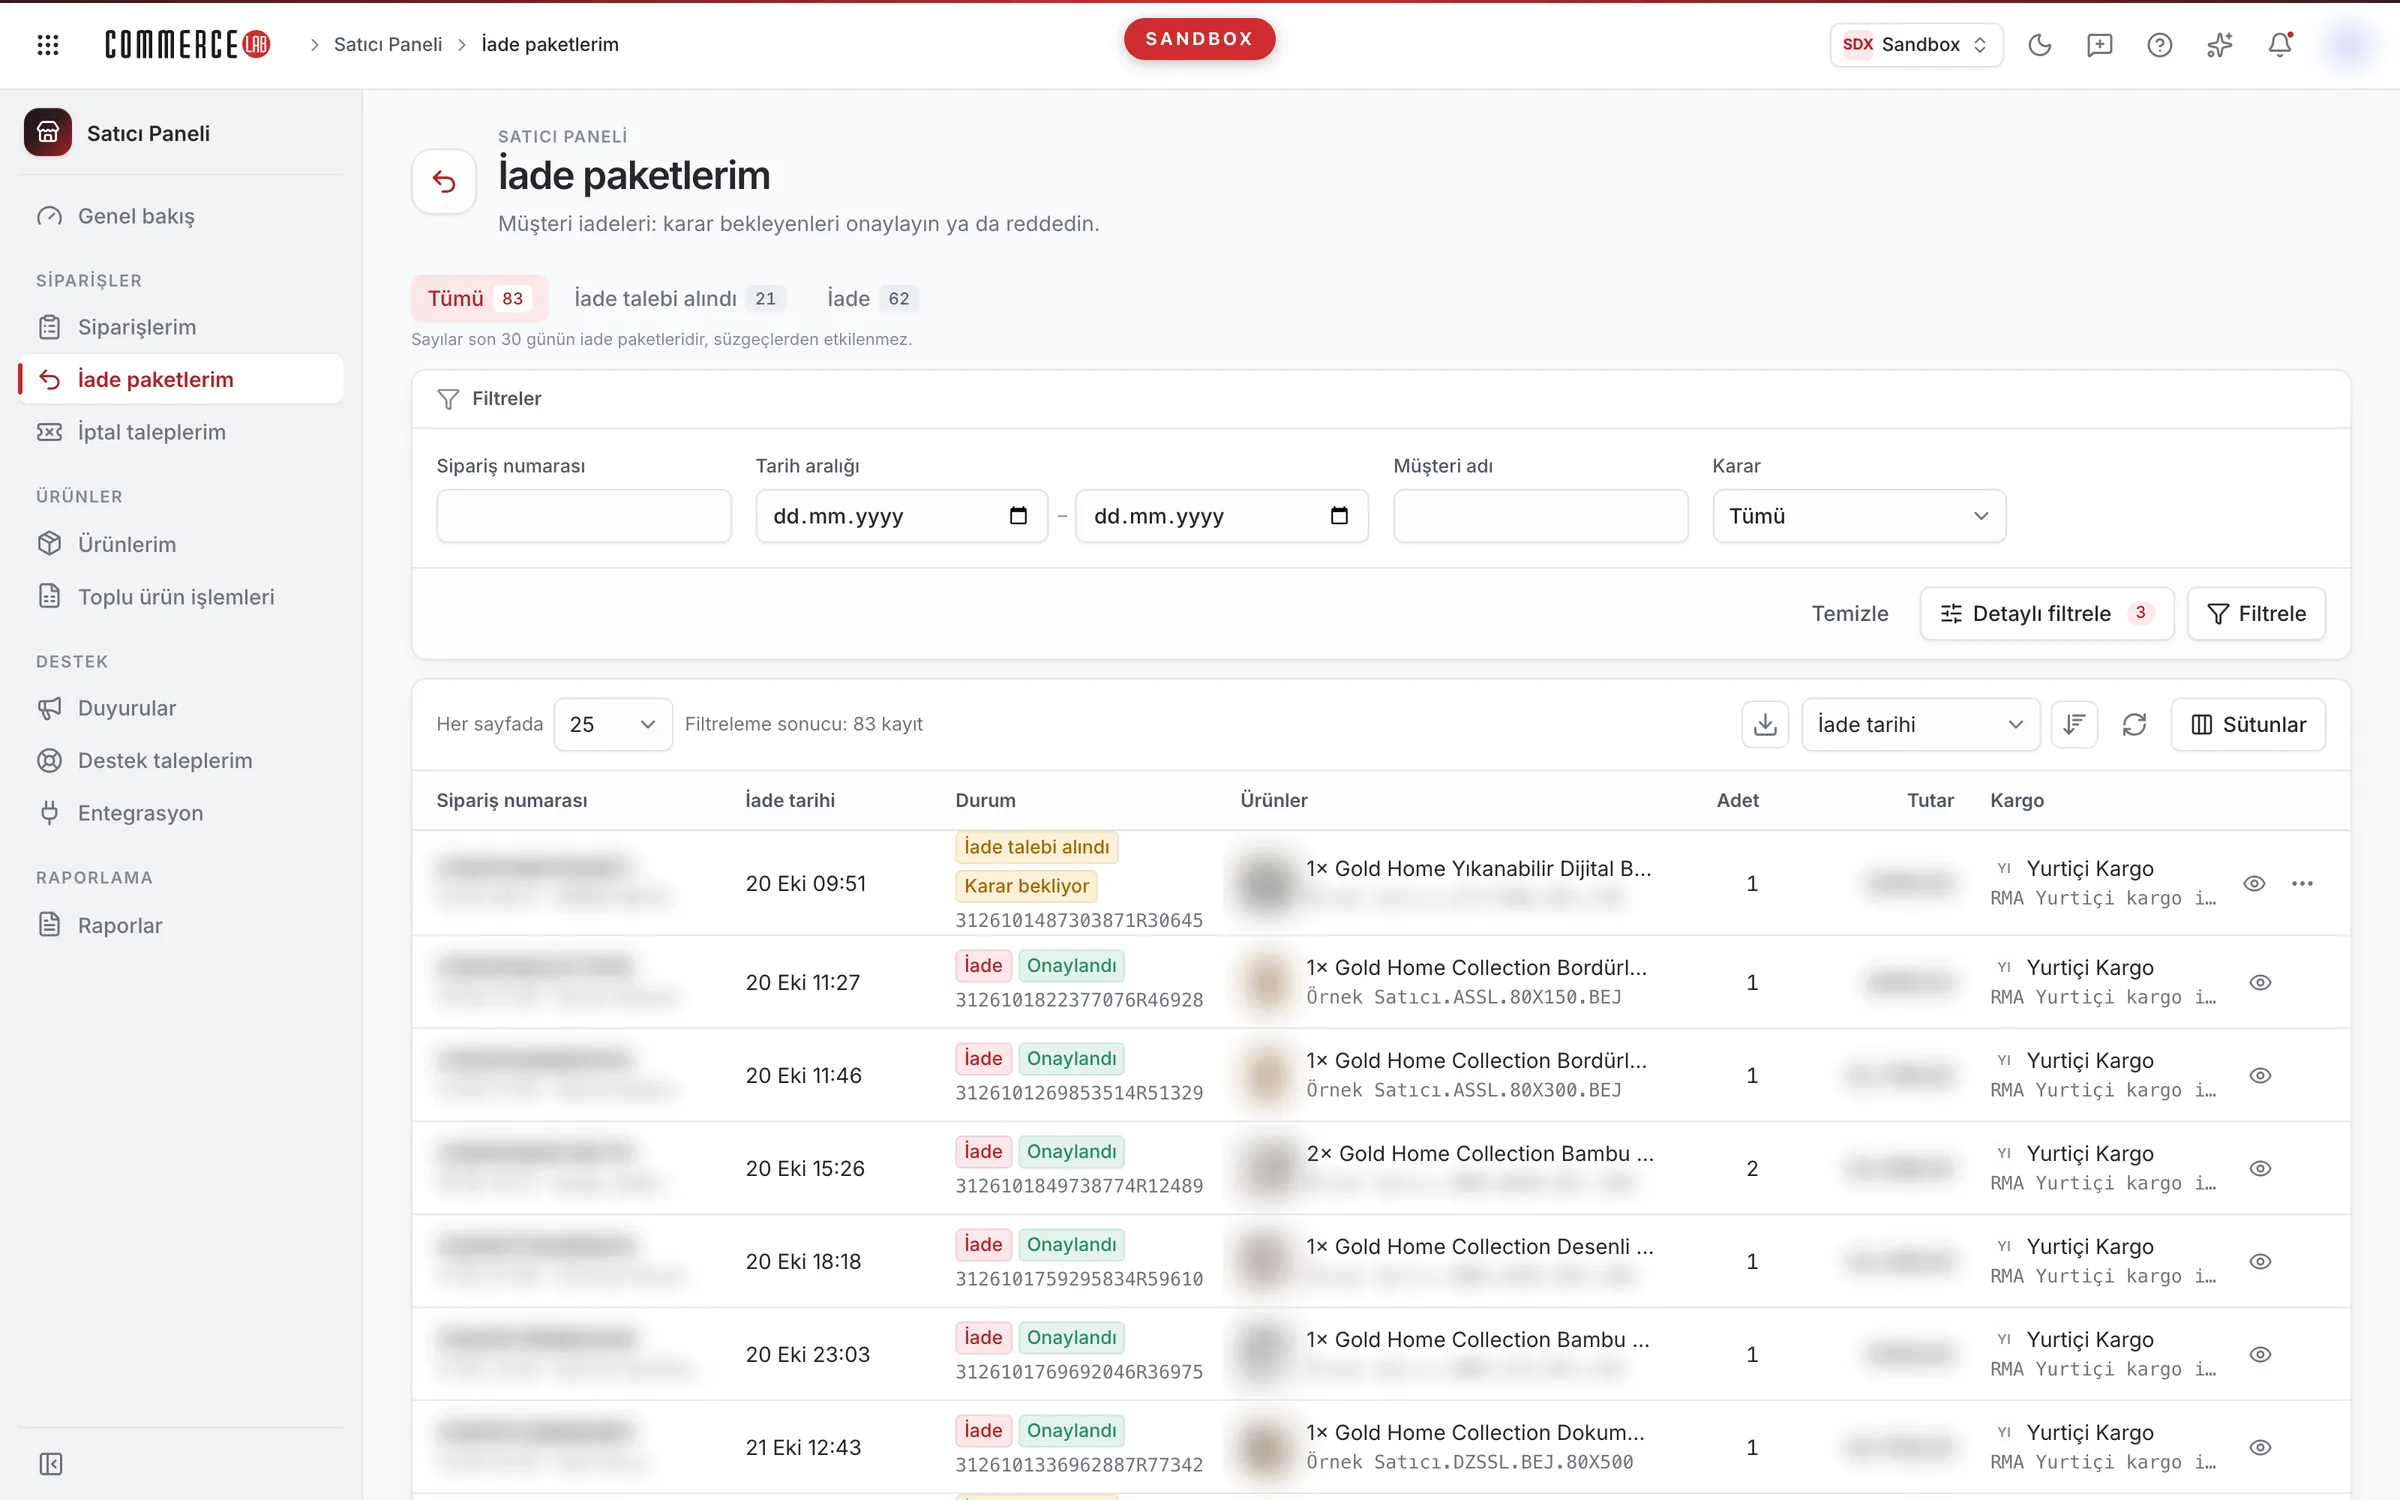 COMMERCE LAB
Satıcı Paneli
İade paketlerim
SANDBOX
SDX Sandbox
Satıcı Paneli
Genel bakış
SİPARİŞLER
Siparişlerim
İade paketlerim
İptal taleplerim
ÜRÜNLER
Ürünlerim
Toplu ürün işlemleri
DESTEK
Duyurular
Destek taleplerim
Entegrasyon
RAPORLAMA
Raporlar
SATICI PANELİ
İade paketlerim
Müşteri iadeleri: karar bekleyenleri onaylayın ya da reddedin.
Tümü 83 İade talebi alındı 21 İade 62
Sayılar son 30 günün iade paketleridir, süzgeçlerden etkilenmez.
Filtreler
Sipariş numarası Tarih aralığı Müşteri adı Karar
dd.mm.yyyy – dd.mm.yyyy Tümü
Temizle Detaylı filtrele 3 Filtrele
Her sayfada 25 Filtreleme sonucu: 83 kayıt İade tarihi Sütunlar
Sipariş numarası İade tarihi Durum Ürünler Adet Tutar Kargo
20 Eki 09:51 İade talebi alındı Karar bekliyor 3126101487303871R30645 1× Gold Home Yıkanabilir Dijital B... 1 YI Yurtiçi Kargo
RMA Yurtiçi kargo i…
20 Eki 11:27 İade Onaylandı 1× Gold Home Collection Bordürl... 1 YI Yurtiçi Kargo
3126101822377076R46928 Örnek Satıcı.ASSL.80X150.BEJ RMA Yurtiçi kargo i…
20 Eki 11:46 İade Onaylandı 1× Gold Home Collection Bordürl... 1 YI Yurtiçi Kargo
3126101269853514R51329 Örnek Satıcı.ASSL.80X300.BEJ RMA Yurtiçi kargo i…
20 Eki 15:26 İade Onaylandı 2× Gold Home Collection Bambu ... 2 YI Yurtiçi Kargo
3126101849738774R12489 RMA Yurtiçi kargo i…
20 Eki 18:18 İade Onaylandı 1× Gold Home Collection Desenli ... 1 YI Yurtiçi Kargo
3126101759295834R59610 RMA Yurtiçi kargo i…
20 Eki 23:03 İade Onaylandı 1× Gold Home Collection Bambu ... 1 YI Yurtiçi Kargo
3126101769692046R36975 RMA Yurtiçi kargo i…
21 Eki 12:43 İade Onaylandı 1× Gold Home Collection Dokum... 1 YI Yurtiçi Kargo
3126101336962887R77342 Örnek Satıcı.DZSSL.BEJ.80X500 RMA Yurtiçi kargo i…